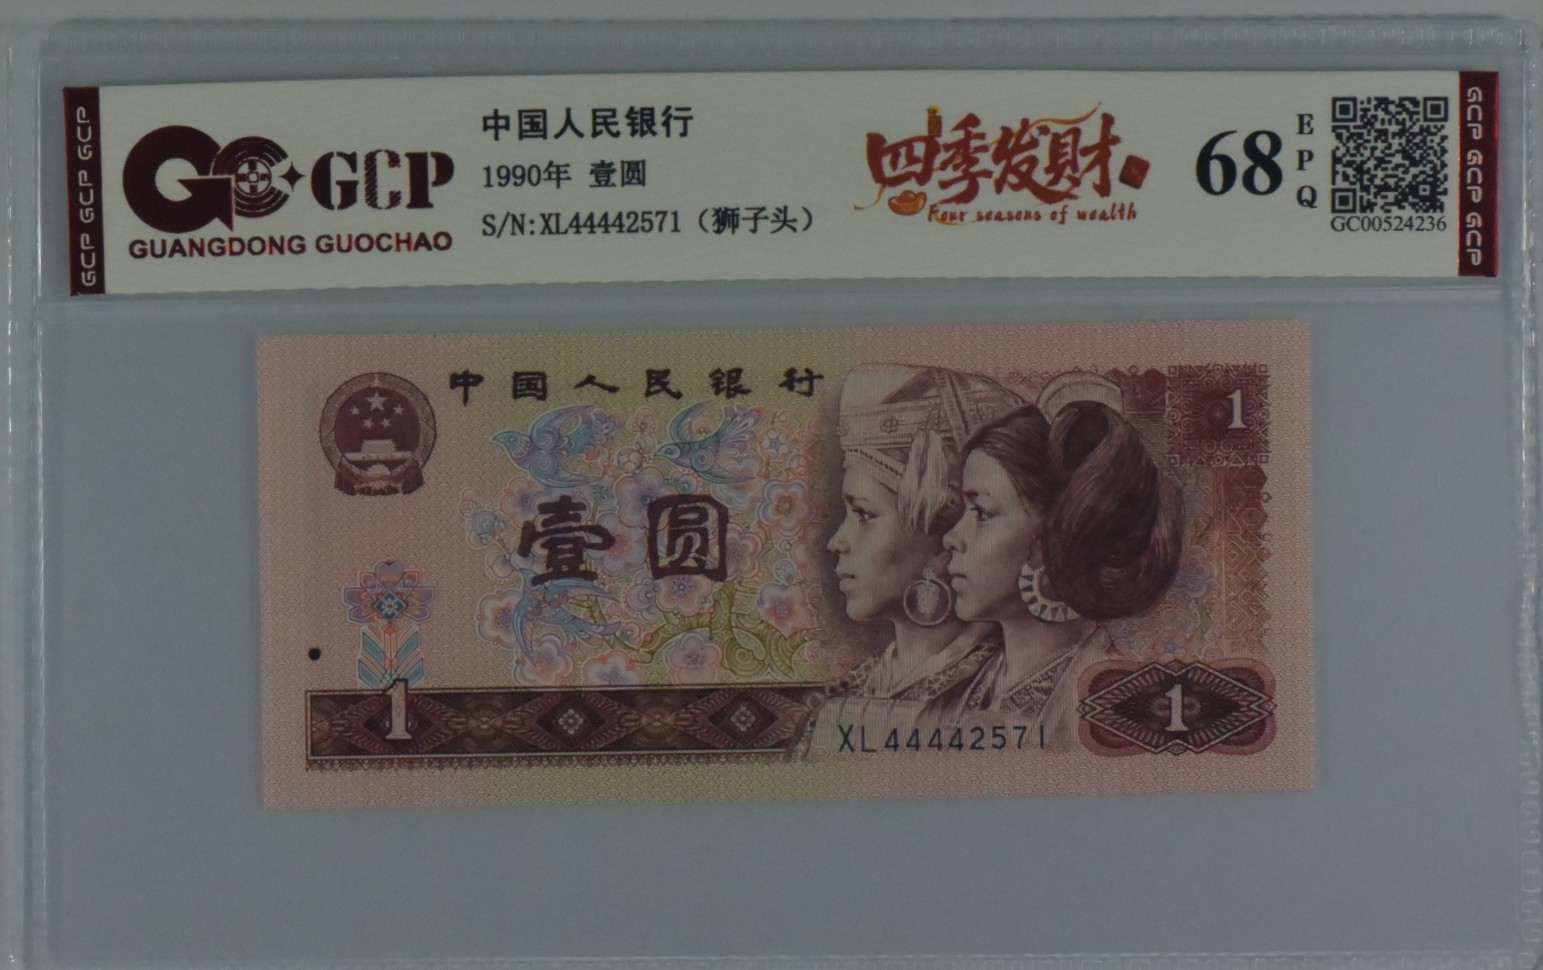 GCP GCP GCP
GCP
GUANGDONG GUOCHAO
中国人民银行
1990年 壹圆
S/N:XL44442571（狮子头）
四季发财
Four seasons of wealth
68
EPQ
GC00524236
GCP GCP GCP
中国人民银行
1
壹圆
1
XL44442571
1